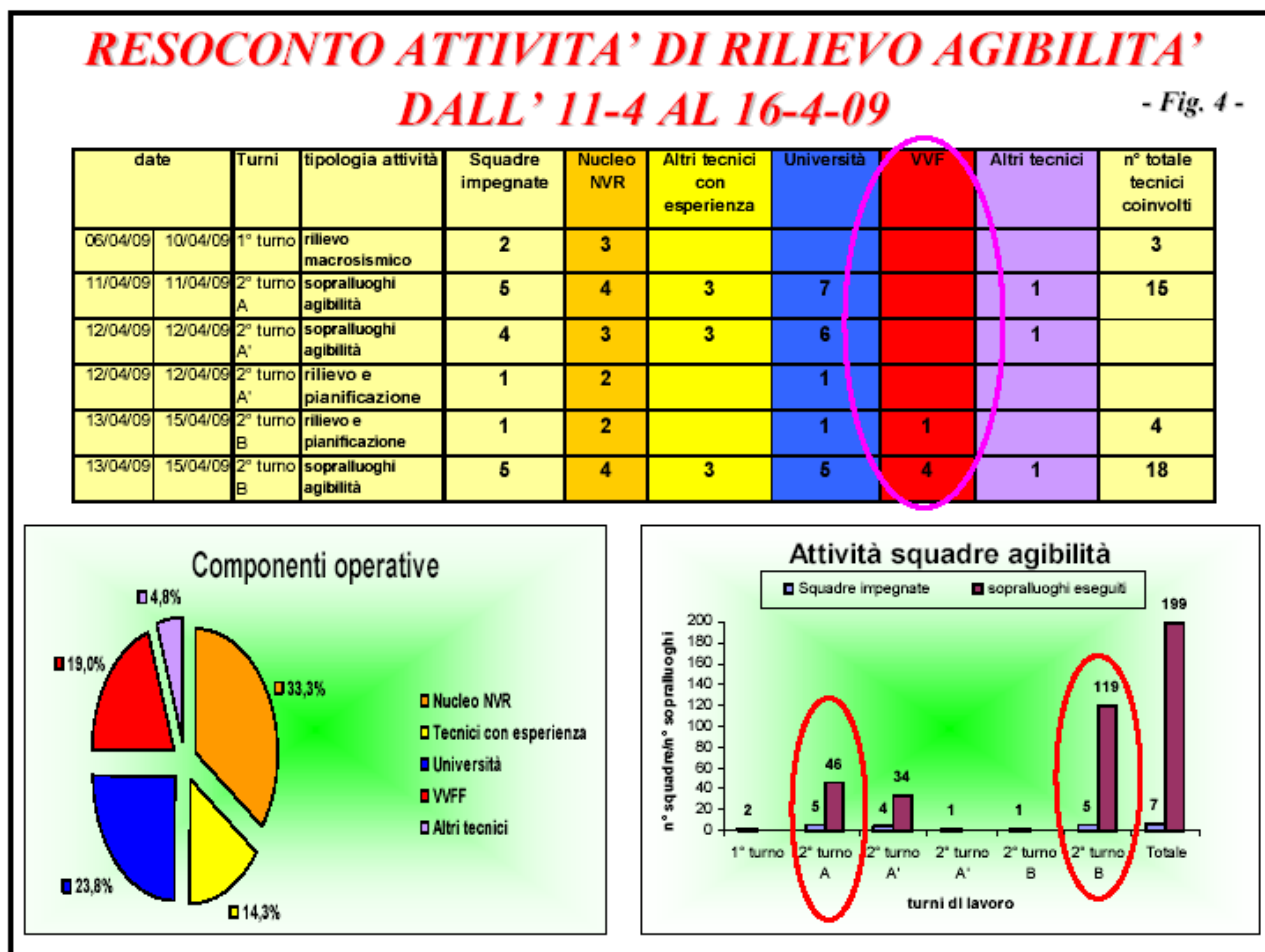 RESOCONTO ATTIVITA’ DI RILIEVO AGIBILITA’
DALL’ 11-4 AL 16-4-09
- Fig. 4 -
date Turni tipologia attività Squadre impegnate Nucleo NVR Altri tecnici con esperienza Università VVF Altri tecnici n° totale tecnici coinvolti
06/04/09 10/04/09 1° turno rilievo macrosismico 2 3 3
11/04/09 11/04/09 2° turno A sopralluoghi agibilità 5 4 3 7 1 15
12/04/09 12/04/09 2° turno A' sopralluoghi agibilità 4 3 3 6 1
12/04/09 12/04/09 2° turno A' rilievo e pianificazione 1 2 1
13/04/09 15/04/09 2° turno B rilievo e pianificazione 1 2 1 1 4
13/04/09 15/04/09 2° turno B sopralluoghi agibilità 5 4 3 5 4 1 18
Componenti operative
4,8%
19,0%
33,3%
23,8%
14,3%
Nucleo NVR
Tecnici con esperienza
Università
VVFF
Altri tecnici
Attività squadre agibilità
Squadre impegnate sopralluoghi eseguiti
n° squadre/n° sopralluoghi
200
180
160
140
120
100
80
60
40
20
0
2 5 46 4 34 1 1 5 119 7 199
1° turno 2° turno A 2° turno A' 2° turno A' 2° turno B 2° turno B Totale
turni di lavoro